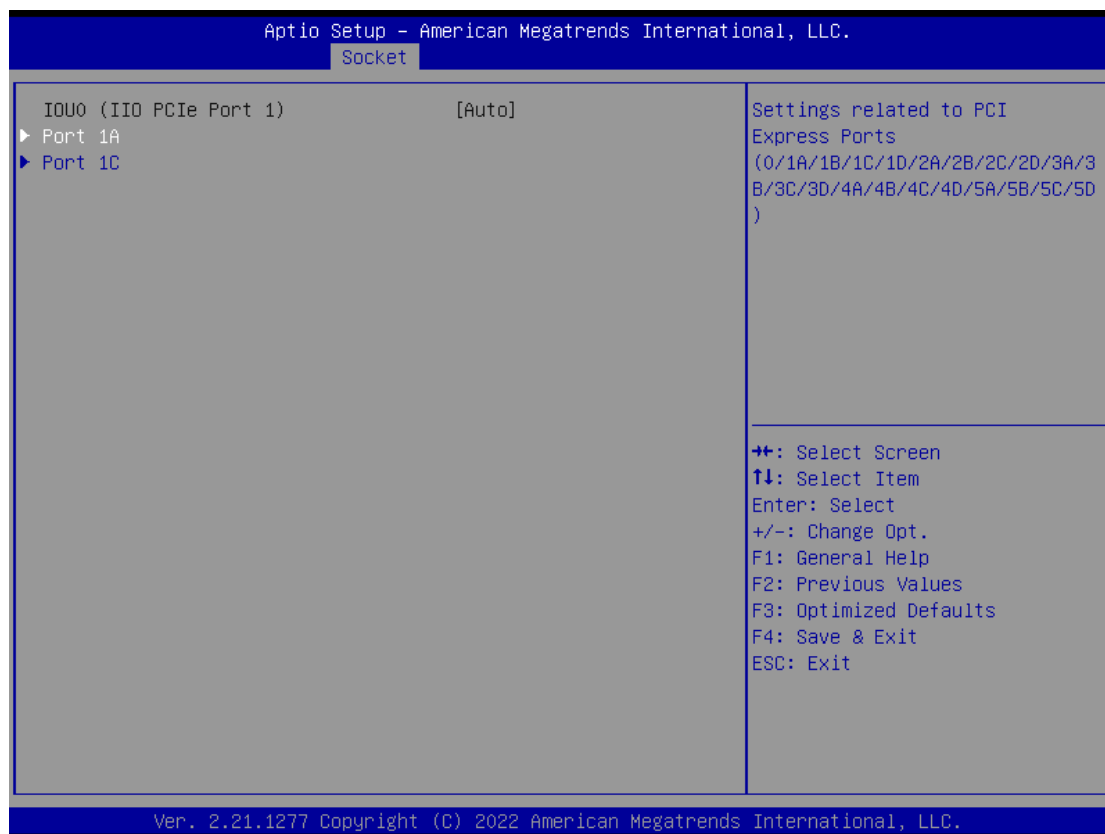 Aptio Setup – American Megatrends International, LLC.
Socket
IOU0 (IIO PCIe Port 1) [Auto]
Port 1A
Port 1C
Settings related to PCI
Express Ports
(0/1A/1B/1C/1D/2A/2B/2C/2D/3A/3
B/3C/3D/4A/4B/4C/4D/5A/5B/5C/5D
)
→←: Select Screen
↑↓: Select Item
Enter: Select
+/-: Change Opt.
F1: General Help
F2: Previous Values
F3: Optimized Defaults
F4: Save & Exit
ESC: Exit
Ver. 2.21.1277 Copyright (C) 2022 American Megatrends International, LLC.